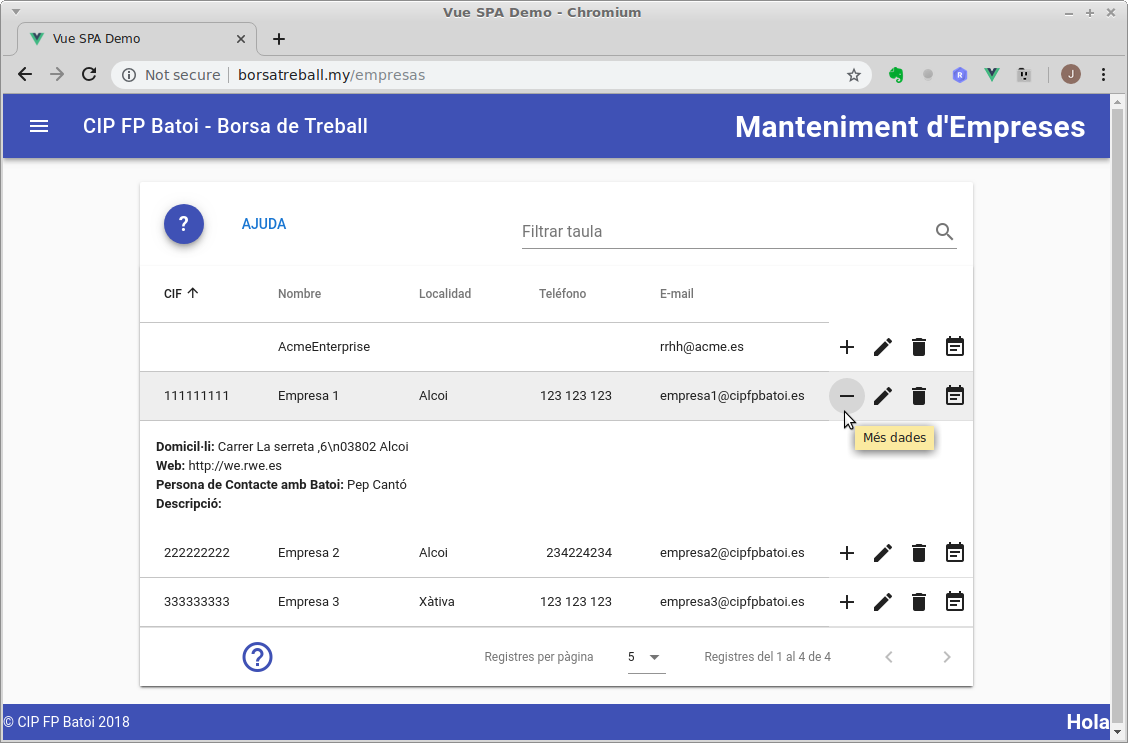 Vue SPA Demo - Chromium
Vue SPA Demo
Not secure borsatreball.my/empresas J
CIP FP Batoi - Borsa de Treball Manteniment d'Empreses
? AJUDA Filtrar taula
CIF Nombre Localidad Teléfono E-mail
AcmeEnterprise rrhh@acme.es
111111111 Empresa 1 Alcoi 123 123 123 empresa1@cipfpbatoi.es
Més dades
Domicil·li: Carrer La serreta ,6\n03802 Alcoi
Web: http://we.rwe.es
Persona de Contacte amb Batoi: Pep Cantó
Descripció:
222222222 Empresa 2 Alcoi 234224234 empresa2@cipfpbatoi.es
333333333 Empresa 3 Xàtiva 123 123 123 empresa3@cipfpbatoi.es
? Registres per pàgina 5 Registres del 1 al 4 de 4
© CIP FP Batoi 2018 Hola